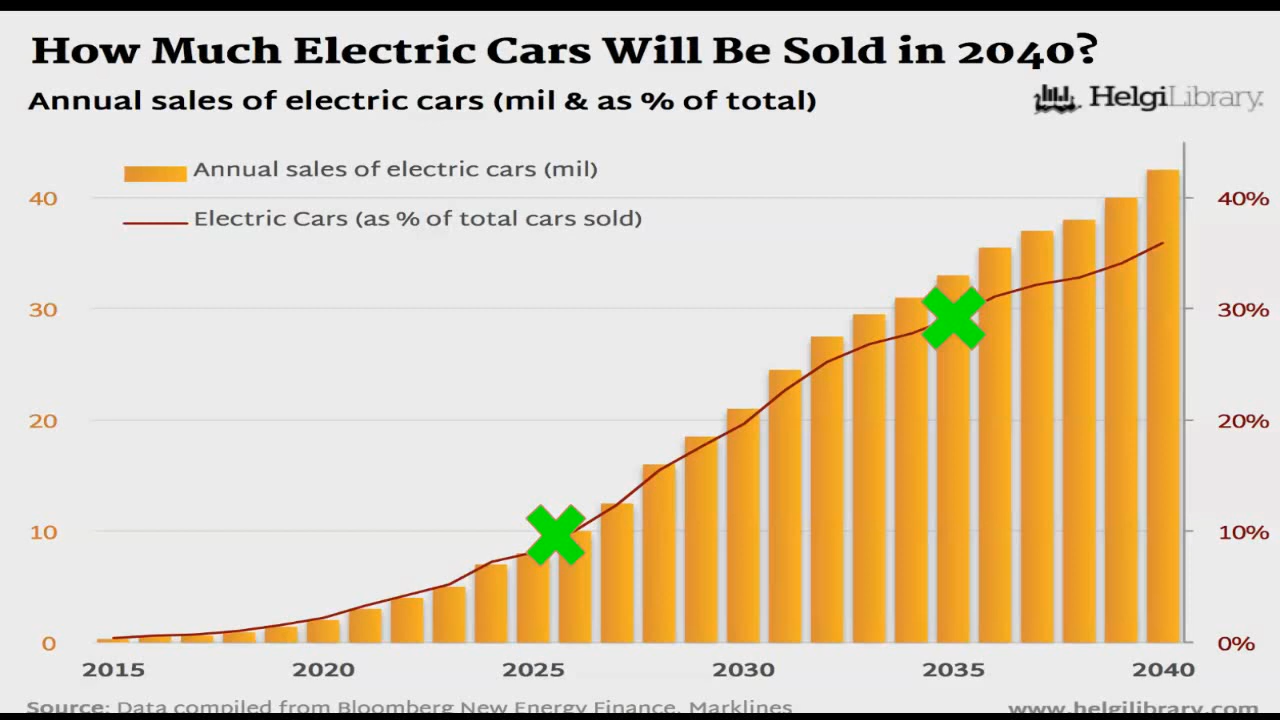 How Much Electric Cars Will Be Sold in 2040?
Annual sales of electric cars (mil & as % of total)
HelgiLibrary.
Annual sales of electric cars (mil)
40 40%
Electric Cars (as % of total cars sold)
30 30%
20 20%
10 10%
0 0%
2015 2020 2025 2030 2035 2040
Source: Data compiled from Bloomberg New Energy Finance, Marklines
www.helgilibrary.com